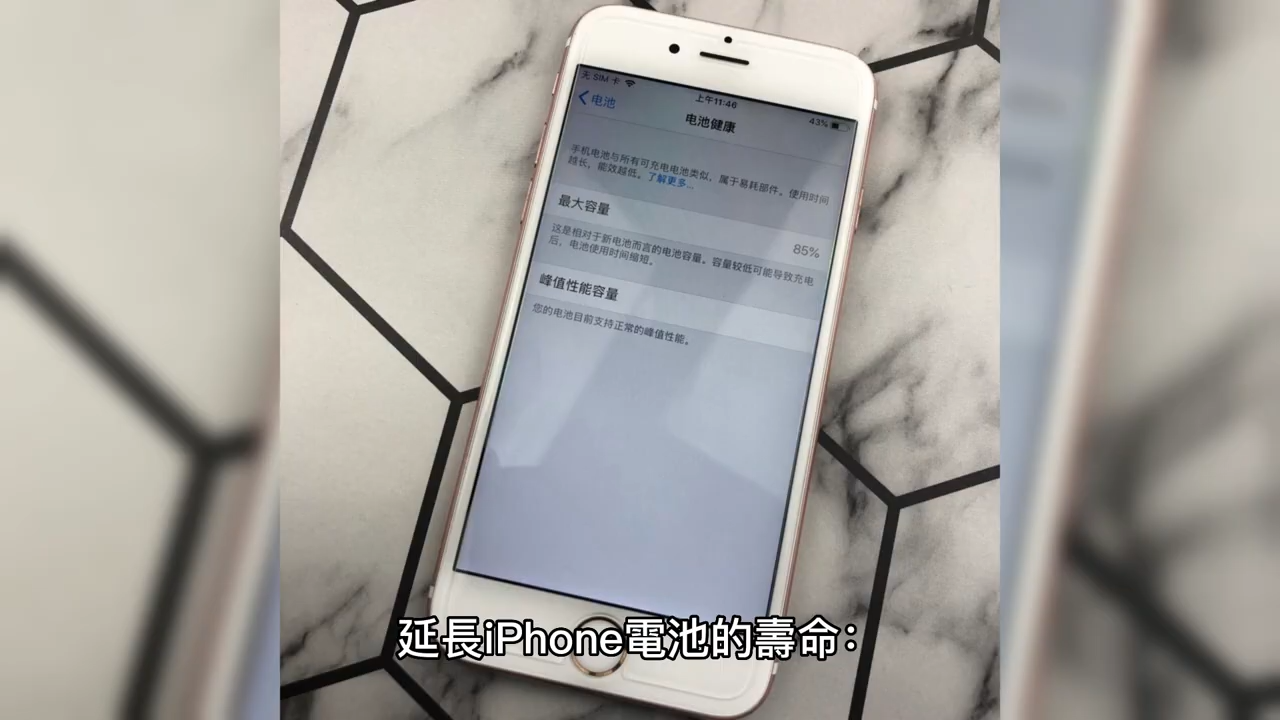 无 SIM 卡
上午11:46
43%
电池
电池健康
手机电池与所有可充电电池类似，属于易耗部件。使用时间
越长，能效越低。了解更多...
最大容量
85%
这是相对于新电池而言的电池容量。容量较低可能导致充电
后，电池使用时间缩短。
峰值性能容量
您的电池目前支持正常的峰值性能。
延長iPhone電池的壽命：